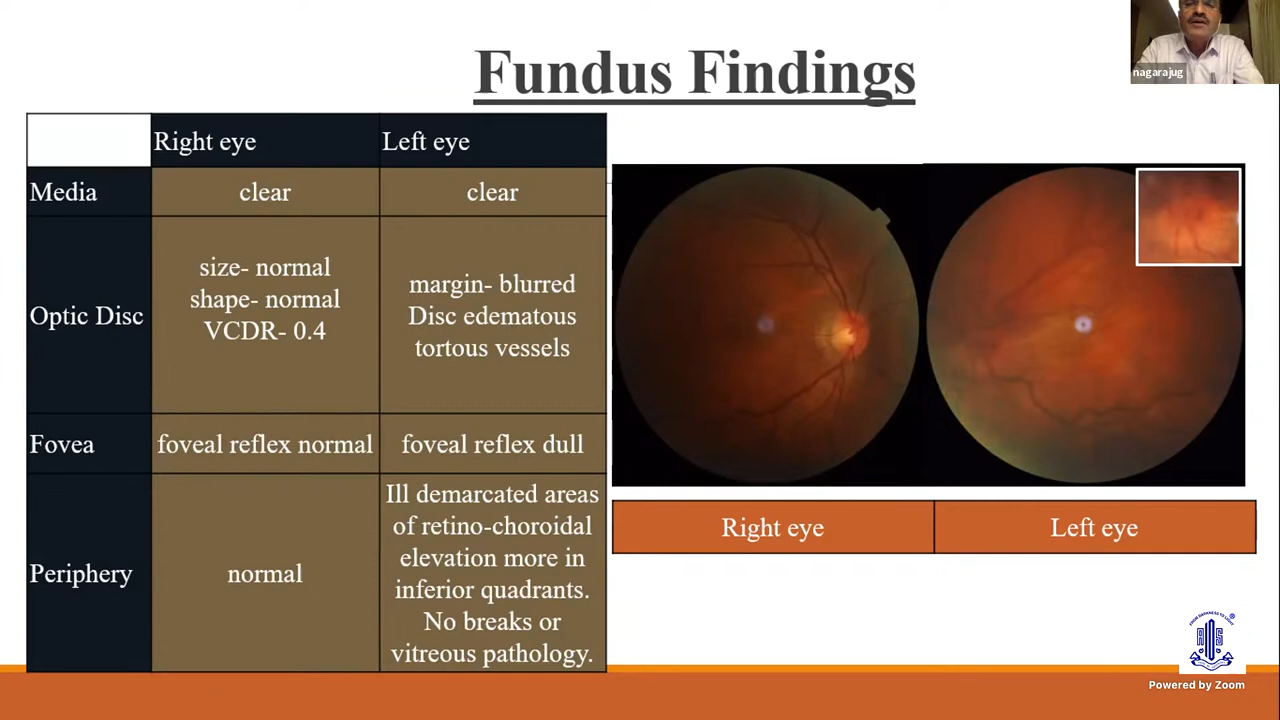 Fundus Findings
nagarajug
Right eye
Left eye
Media
clear
clear
Optic Disc
size- normal
shape- normal
VCDR- 0.4
margin- blurred
Disc edematous
tortous vessels
Fovea
foveal reflex normal
foveal reflex dull
Periphery
normal
Ill demarcated areas
of retino-choroidal
elevation more in
inferior quadrants.
No breaks or
vitreous pathology.
Right eye
Left eye
Powered by Zoom